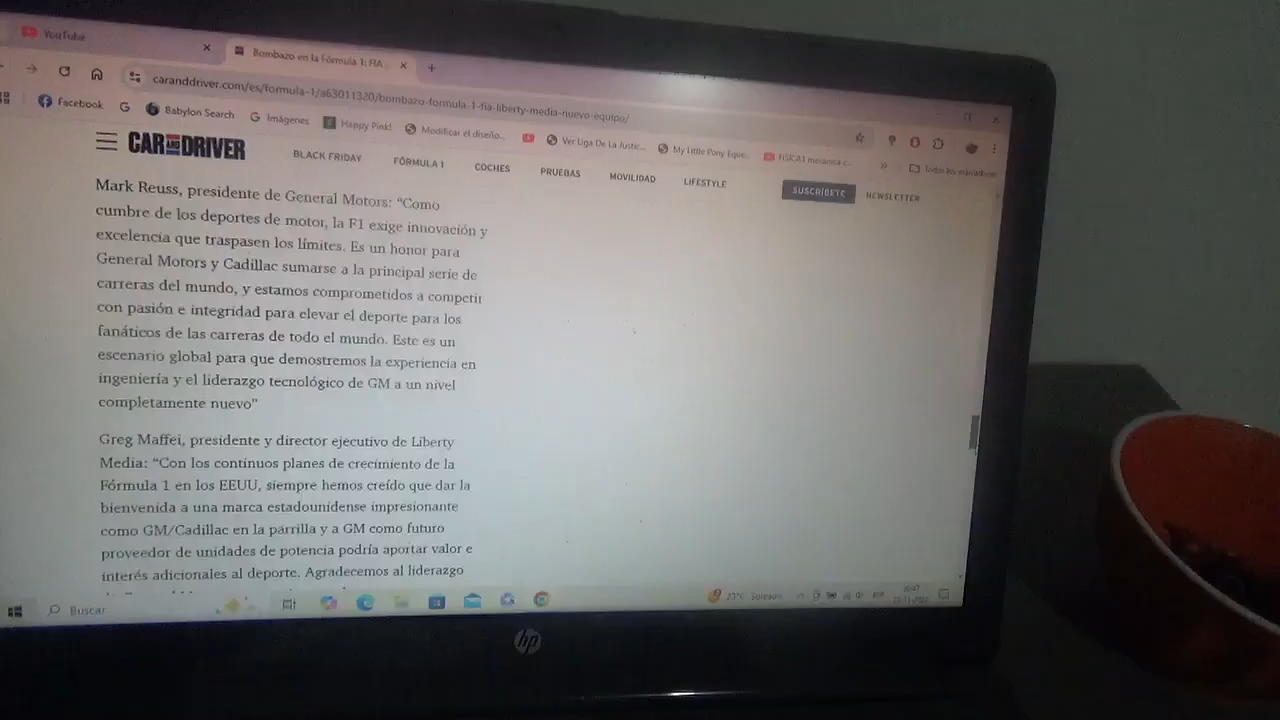 YouTube
Bombazo en la Fórmula 1: FIA
caranddriver.com/es/formula-1/a63011320/bombazo-formula-1-fia-liberty-media-nuevo-equipo/
Facebook
Babylon Search
Imágenes
Happy Pink!
Modificar el diseño...
Ver Liga De La Justic...
My Little Pony Eque...
FISICA1 mecanica c...
»
Todos los marcadores
CAR AND DRIVER
BLACK FRIDAY
FÓRMULA 1
COCHES
PRUEBAS
MOVILIDAD
LIFESTYLE
SUSCRÍBETE
NEWSLETTER
Mark Reuss, presidente de General Motors: “Como
cumbre de los deportes de motor, la F1 exige innovación y
excelencia que traspasen los límites. Es un honor para
General Motors y Cadillac sumarse a la principal serie de
carreras del mundo, y estamos comprometidos a competir
con pasión e integridad para elevar el deporte para los
fanáticos de las carreras de todo el mundo. Este es un
escenario global para que demostremos la experiencia en
ingeniería y el liderazgo tecnológico de GM a un nivel
completamente nuevo”
Greg Maffei, presidente y director ejecutivo de Liberty
Media: “Con los continuos planes de crecimiento de la
Fórmula 1 en los EEUU, siempre hemos creído que dar la
bienvenida a una marca estadounidense impresionante
como GM/Cadillac en la parrilla y a GM como futuro
proveedor de unidades de potencia podría aportar valor e
interés adicionales al deporte. Agradecemos al liderazgo
Buscar
23°C Soleado
ESP
hp